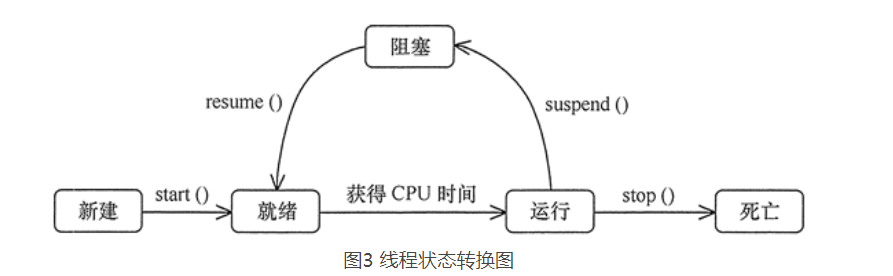 阻塞
resume ()
suspend ()
新建
start ()
就绪
获得 CPU 时间
运行
stop ()
死亡
图3 线程状态转换图